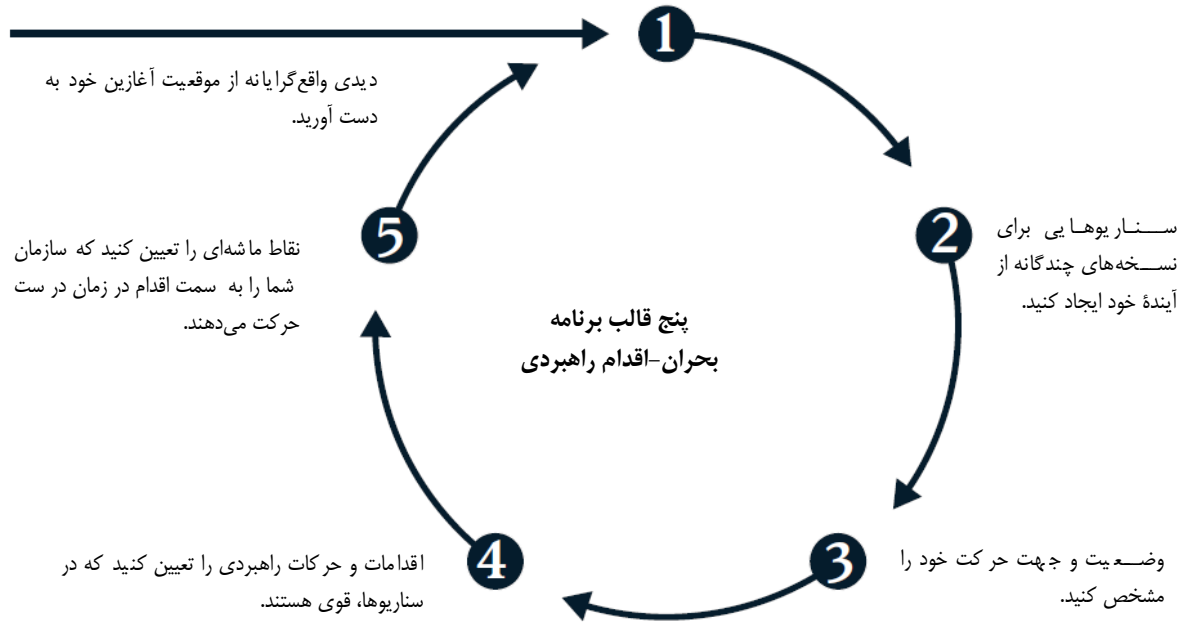 1
دیدی واقع‌گرایانه از موقعیت آغازین خود به
دست آورید.
2
سـنـاریوهـایی برای
نسـخه‌های چندگانه از
آیندهٔ خود ایجاد کنید.
3
وضـعیت و جهت حرکت خود را
مشخص کنید.
4
اقدامات و حرکات راهبردی را تعیین کنید که در
سناریوها، قوی هستند.
5
نقاط ماشه‌ای را تعیین کنید که سازمان
شما را به سمت اقدام در زمان درست
حرکت می‌دهند.
پنج قالب برنامه
بحران-اقدام راهبردی